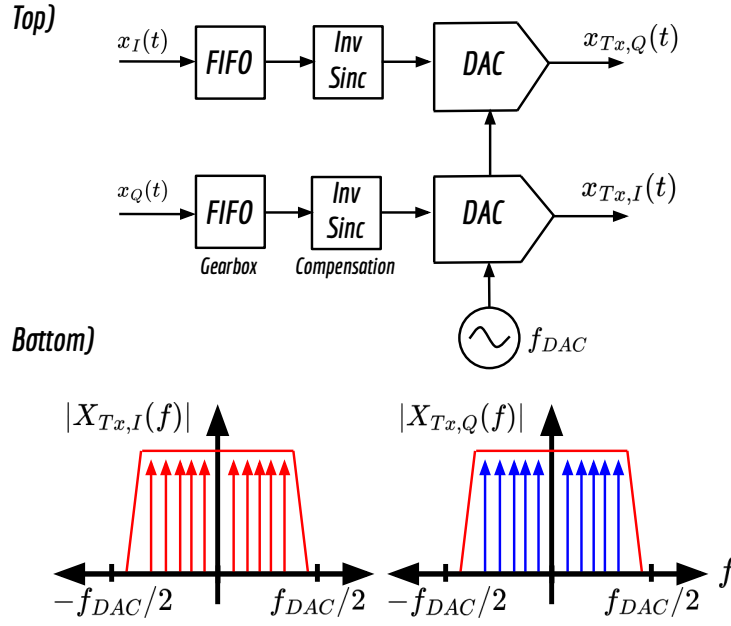 Top)
x_I(t)
FIFO
Inv
Sinc
DAC
x_{Tx,Q}(t)
x_Q(t)
FIFO
Inv
Sinc
DAC
x_{Tx,I}(t)
Gearbox
Compensation
f_{DAC}
Bottom)
|X_{Tx,I}(f)|
|X_{Tx,Q}(f)|
-f_{DAC}/2
f_{DAC}/2
-f_{DAC}/2
f_{DAC}/2
f